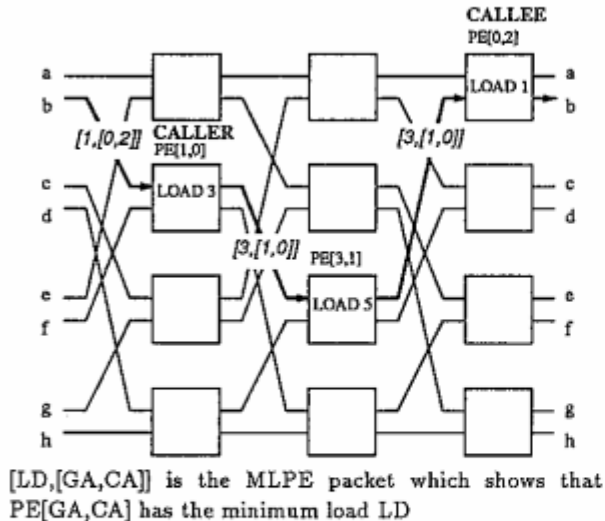 CALLEE
PE[0,2]
a
LOAD 1
a
b
b
[1,[0,2]]
CALLER
PE[1,0]
[3,[1,0]]
c
LOAD 3
c
d
d
[3,[1,0]]
PE[3,1]
e
LOAD 5
e
f
f
g
g
h
h
[LD,[GA,CA]] is the MLPE packet which shows that
PE[GA,CA] has the minimum load LD